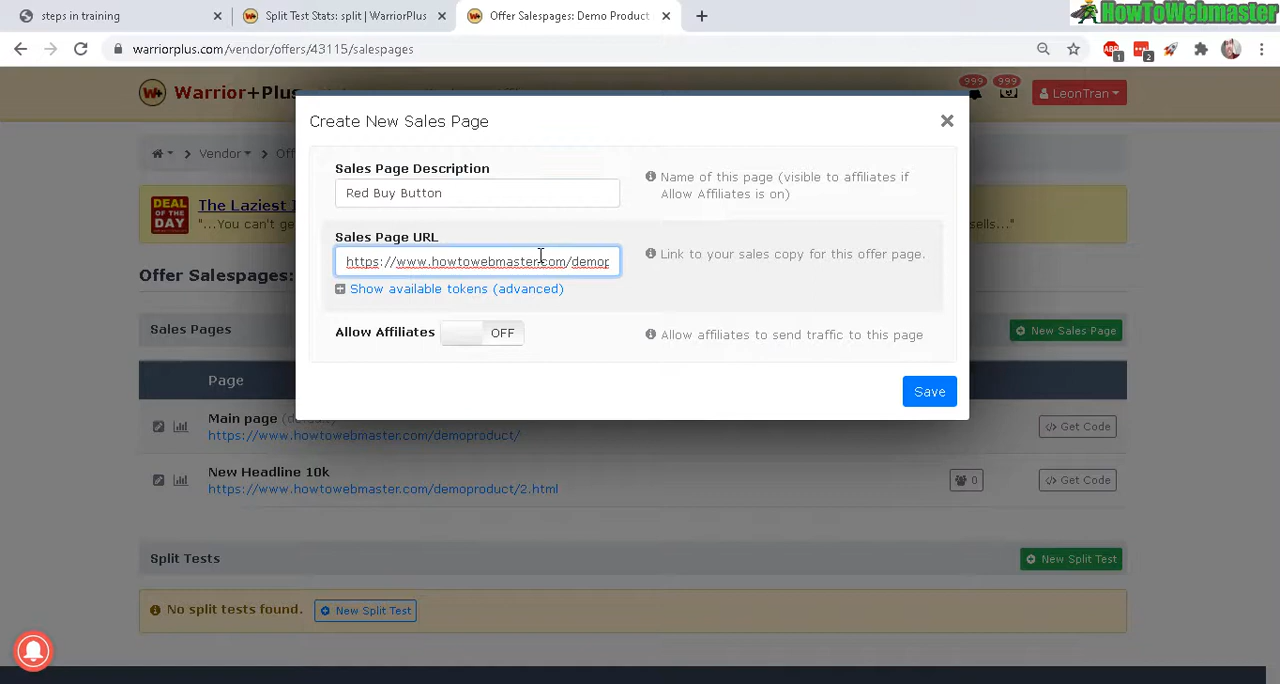 steps in training
Split Test Stats: split | WarriorPlus
Offer Salespages: Demo Product
HowToWebmaster
warriorplus.com/vendor/offers/43115/salespages
ABP
1
2
Warrior+Plus
999
999
LeonTran
Create New Sales Page
Vendor
DEAL
OF THE
DAY
The Laziest
"...You can't ge
sells..."
Sales Page Description
Red Buy Button
Name of this page (visible to affiliates if
Allow Affiliates is on)
Sales Page URL
https://www.howtowebmaster.com/demop
Link to your sales copy for this offer page.
Show available tokens (advanced)
Offer Salespages:
Allow Affiliates
OFF
Allow affiliates to send traffic to this page
Sales Pages
New Sales Page
Page
Save
Main page
https://www.howtowebmaster.com/demoproduct/
Get Code
New Headline 10k
https://www.howtowebmaster.com/demoproduct/2.html
0
Get Code
Split Tests
New Split Test
No split tests found.
New Split Test